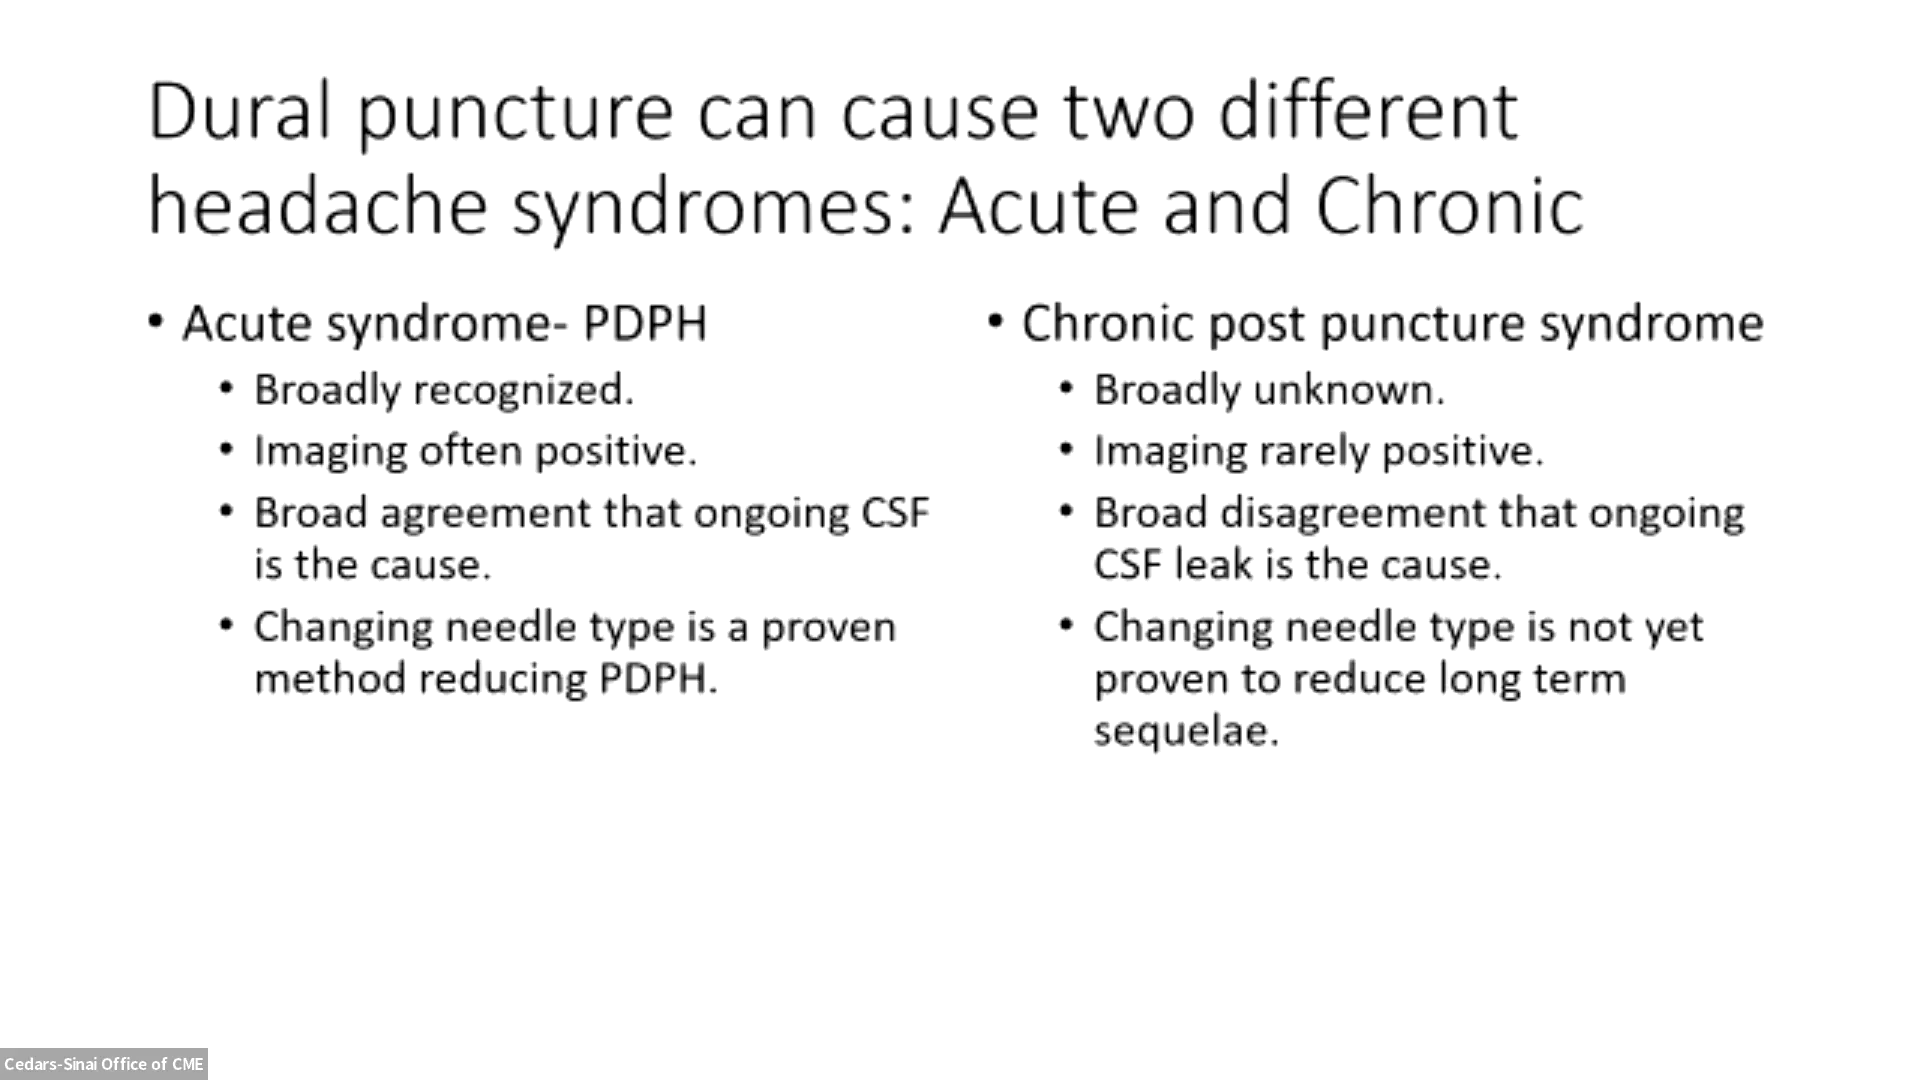 Dural puncture can cause two different
headache syndromes: Acute and Chronic
• Acute syndrome- PDPH
• Broadly recognized.
• Imaging often positive.
• Broad agreement that ongoing CSF
is the cause.
• Changing needle type is a proven
method reducing PDPH.
• Chronic post puncture syndrome
• Broadly unknown.
• Imaging rarely positive.
• Broad disagreement that ongoing
CSF leak is the cause.
• Changing needle type is not yet
proven to reduce long term
sequelae.
Cedars-Sinai Office of CME